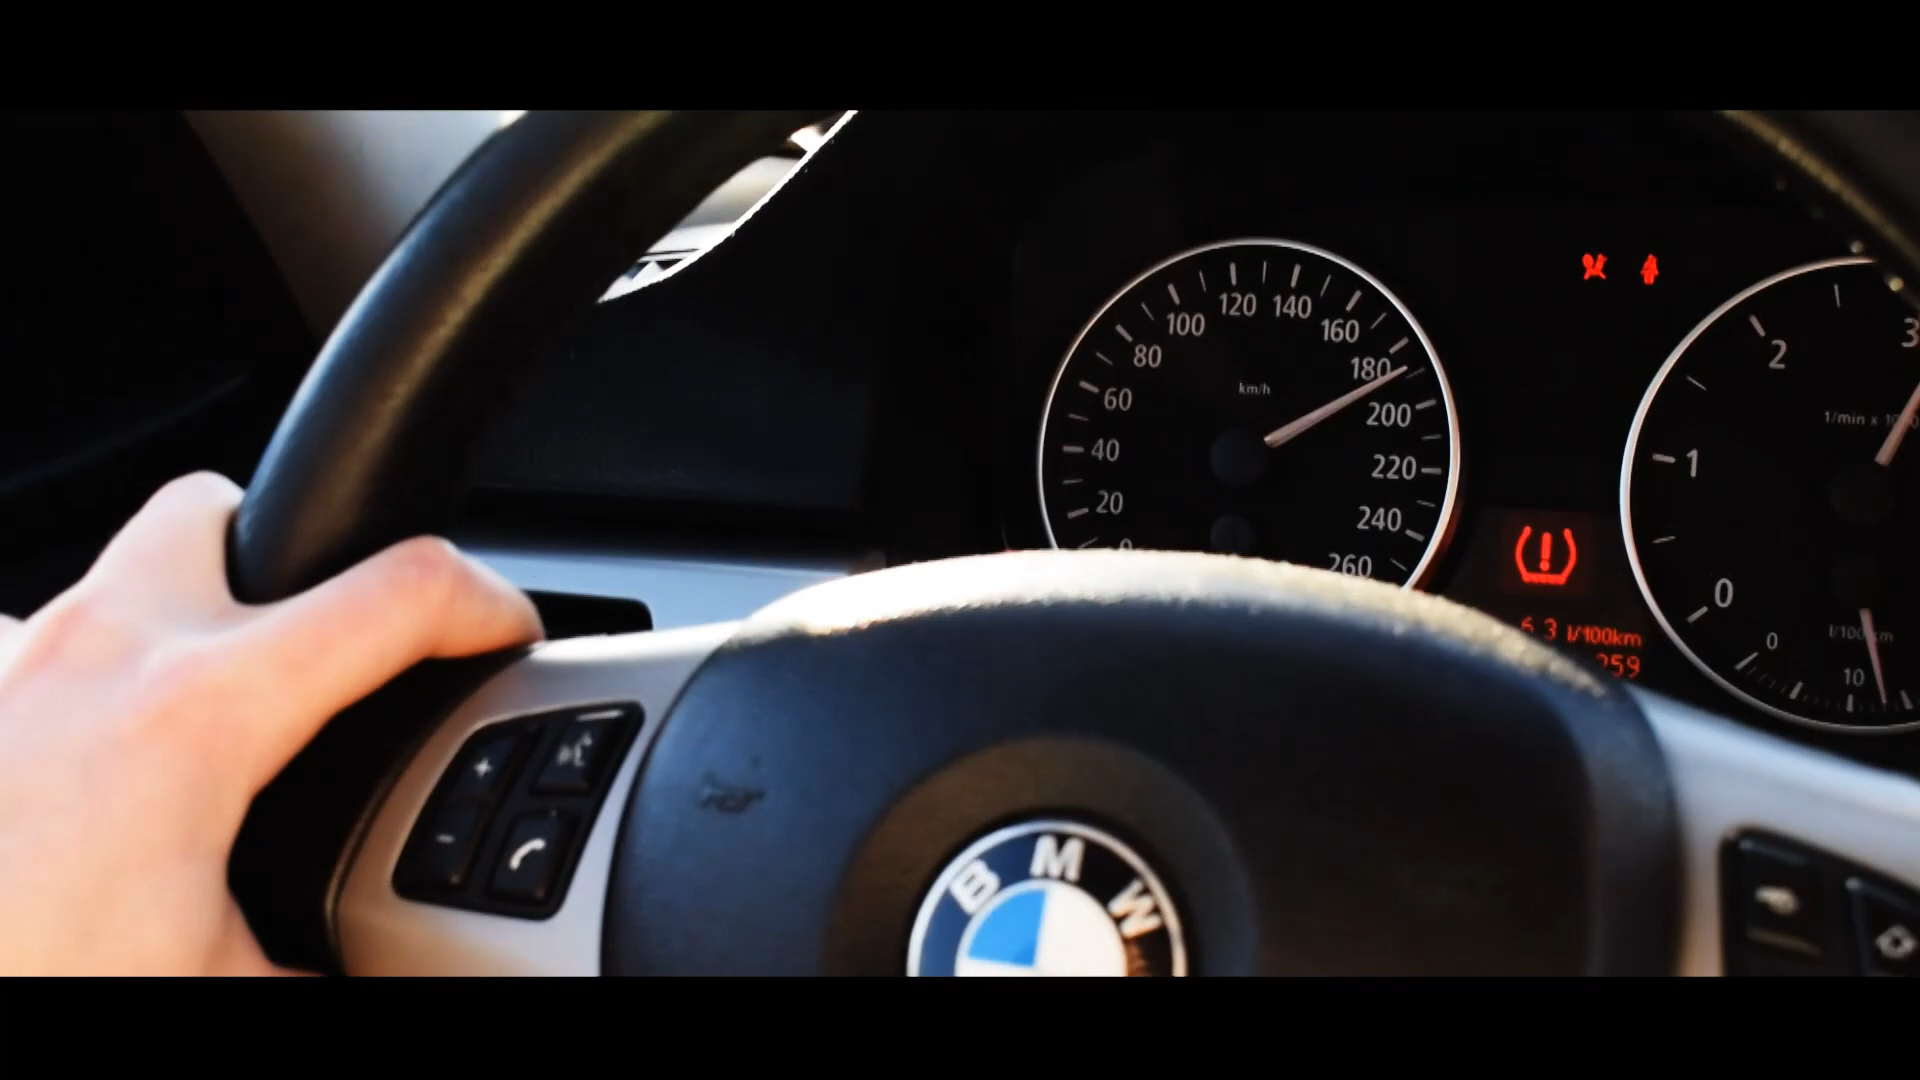 120 140
100 160
80 180
60 km/h 200
40 220
20 240
260
2 3
1/min x
1
0
6.3 l/100km
259
0 l/100km
10
+
-
BMW